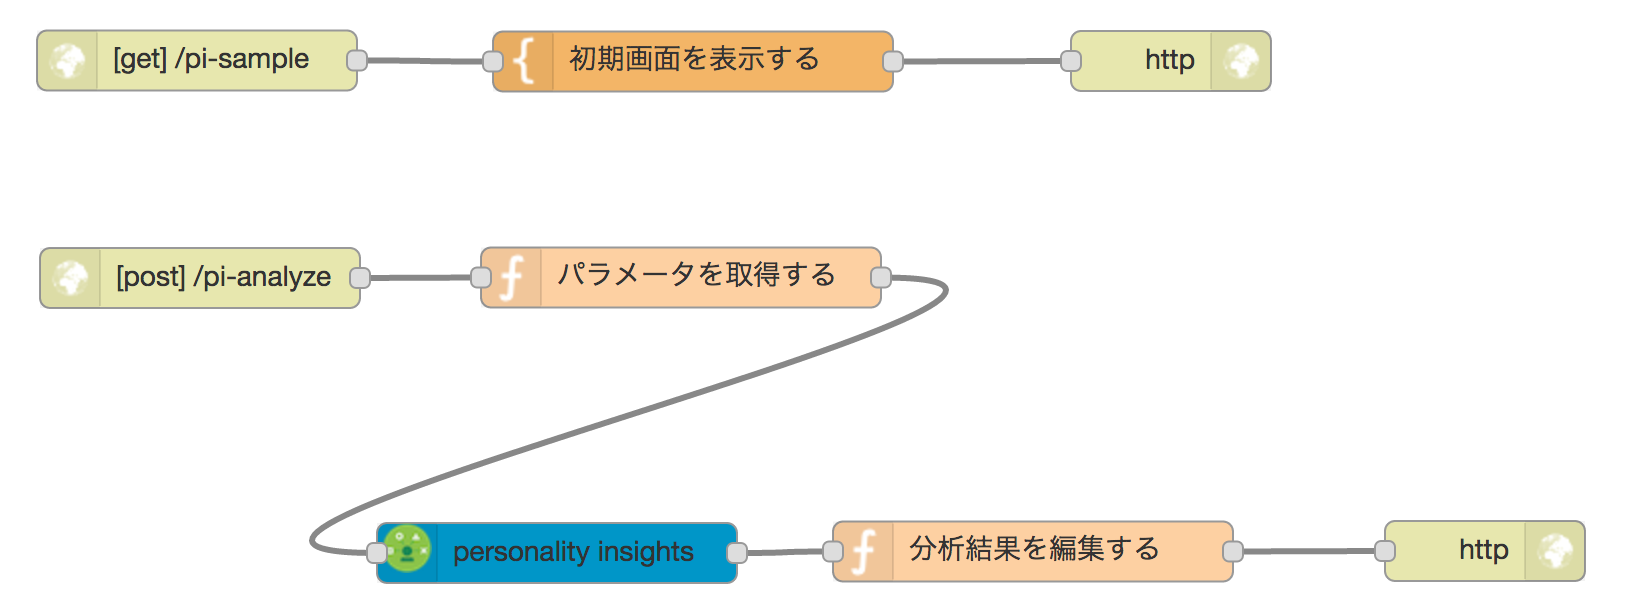 [get] /pi-sample
初期画面を表示する
http
[post] /pi-analyze
パラメータを取得する
personality insights
分析結果を編集する
http